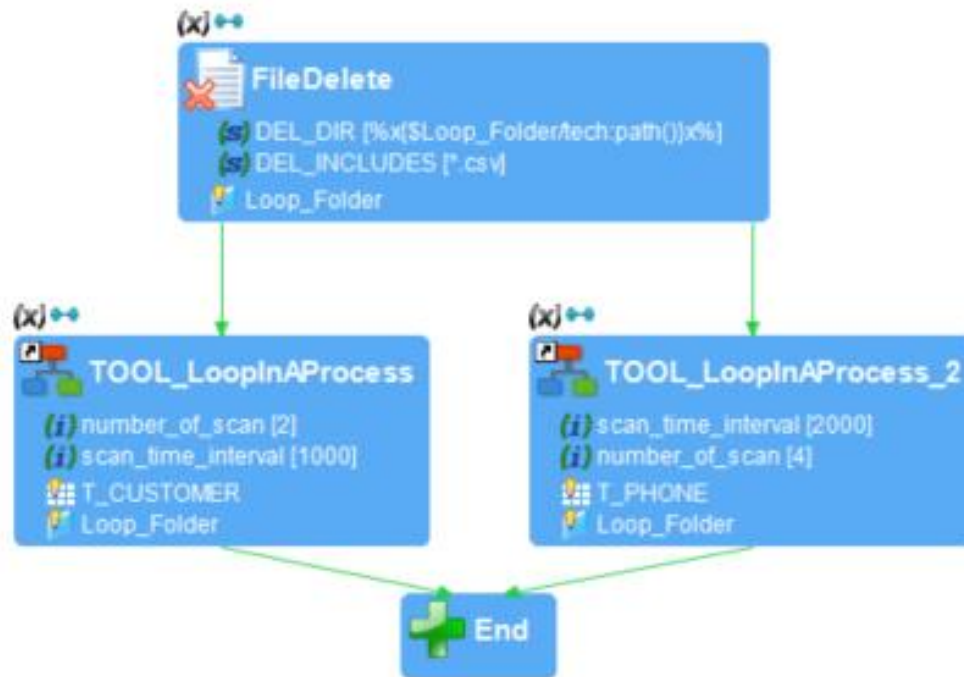 (x)
FileDelete
(s) DEL_DIR [%x{$Loop_Folder/tech:path()}x%]
(s) DEL_INCLUDES [*.csv]
Loop_Folder
(x)
TOOL_LoopInAProcess
(i) number_of_scan [2]
(i) scan_time_interval [1000]
T_CUSTOMER
Loop_Folder
(x)
TOOL_LoopInAProcess_2
(i) scan_time_interval [2000]
(i) number_of_scan [4]
T_PHONE
Loop_Folder
End